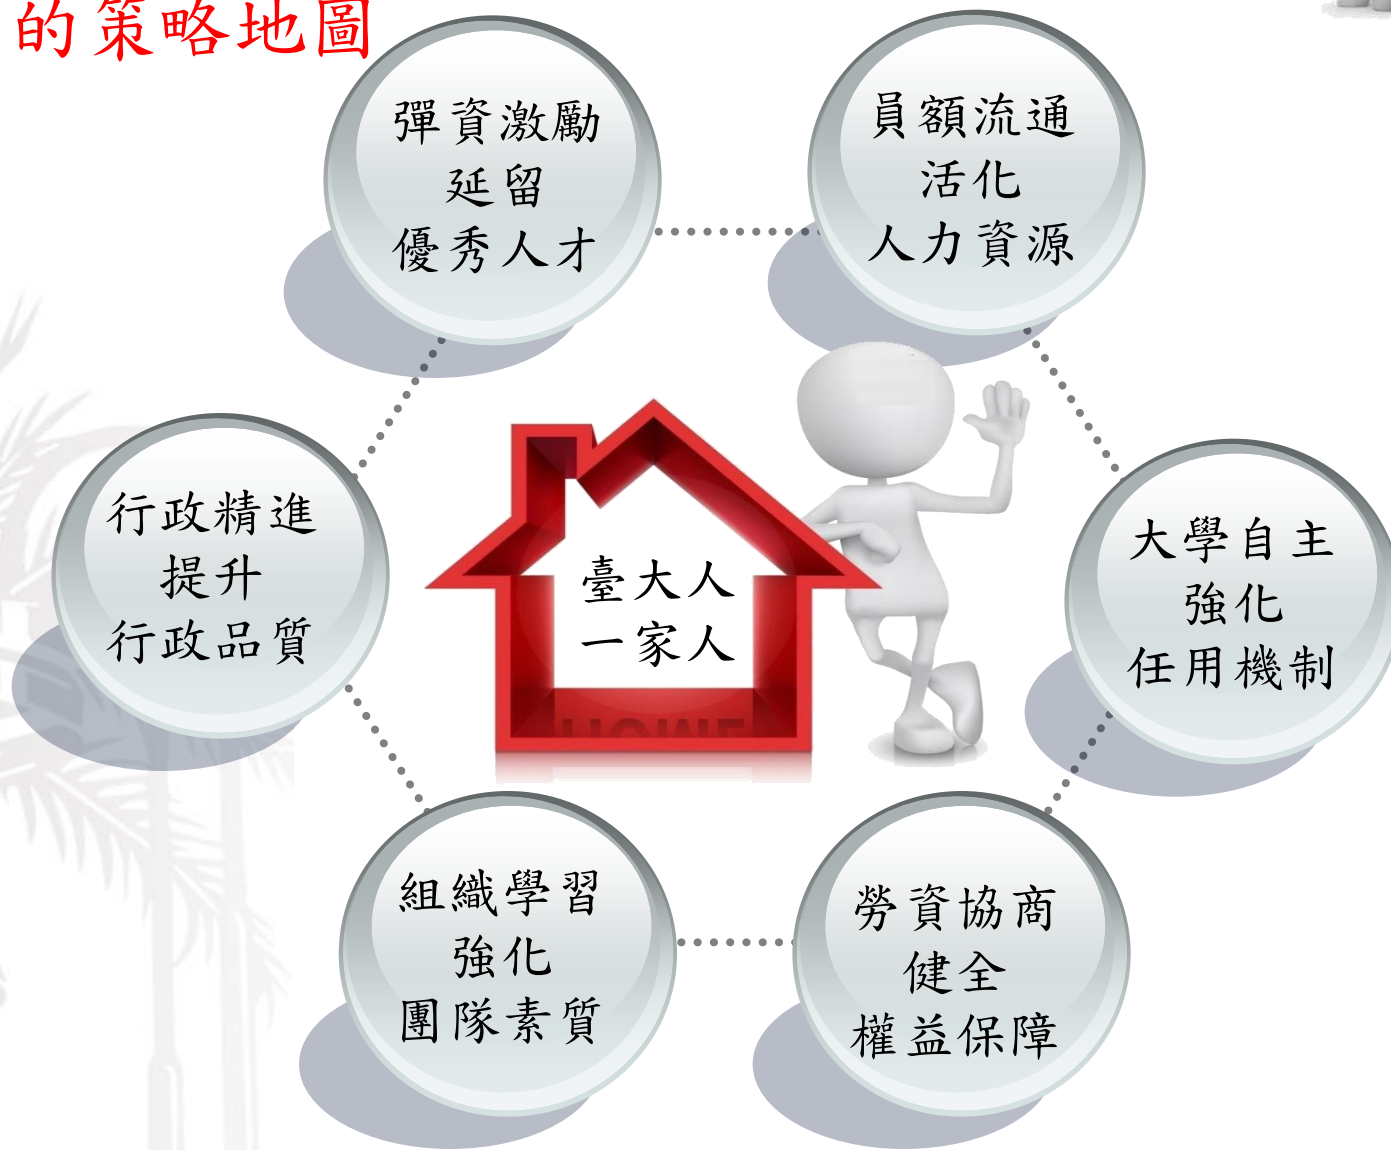 的策略地圖
彈資激勵
延留
優秀人才
員額流通
活化
人力資源
行政精進
提升
行政品質
臺大人
一家人
大學自主
強化
任用機制
組織學習
強化
團隊素質
勞資協商
健全
權益保障